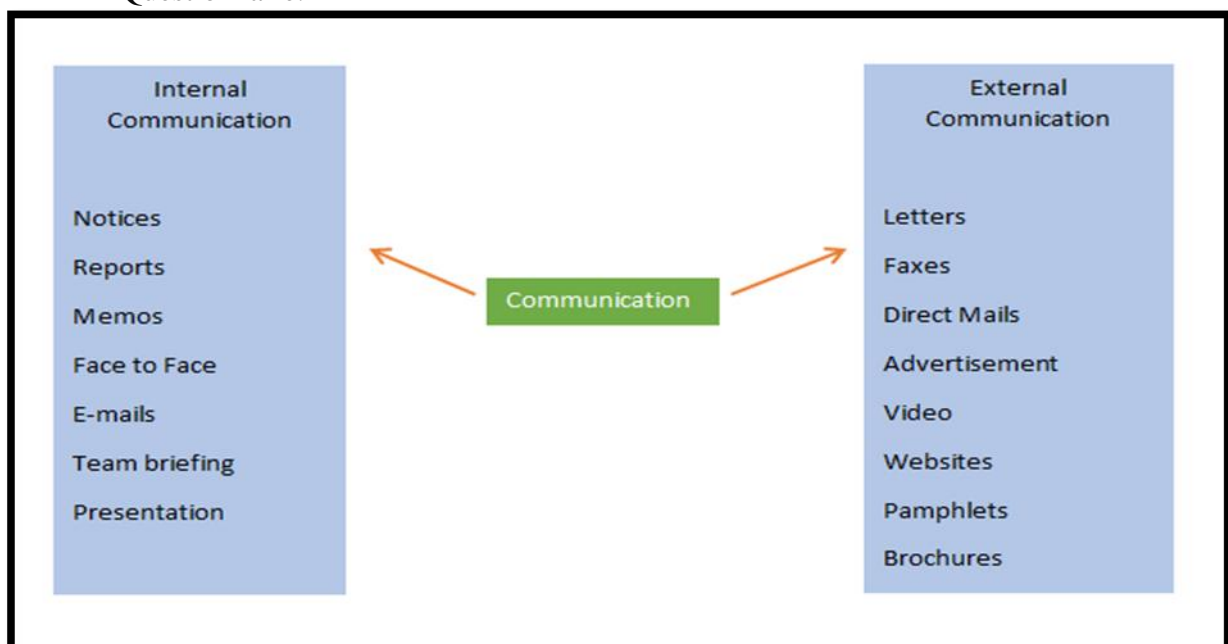 Internal
Communication
Notices
Reports
Memos
Face to Face
E-mails
Team briefing
Presentation
Communication
External
Communication
Letters
Faxes
Direct Mails
Advertisement
Video
Websites
Pamphlets
Brochures